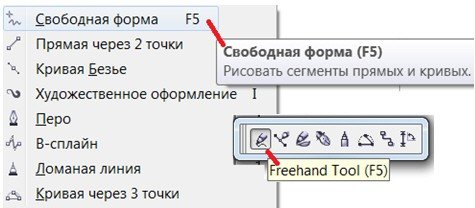 Свободная форма F5
Свободная форма (F5)
Рисовать сегменты прямых и кривых.
Прямая через 2 точки
Кривая Безье
Художественное оформление I
Перо
В-сплайн
Ломаная линия
Кривая через 3 точки
Freehand Tool (F5)